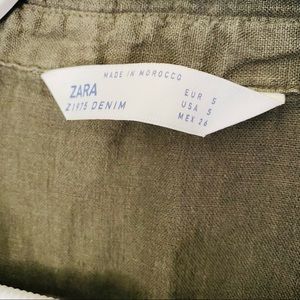 MADE IN MOROCCO
ZARA
Z1975 DENIM
EUR S
USA S
MEX 26